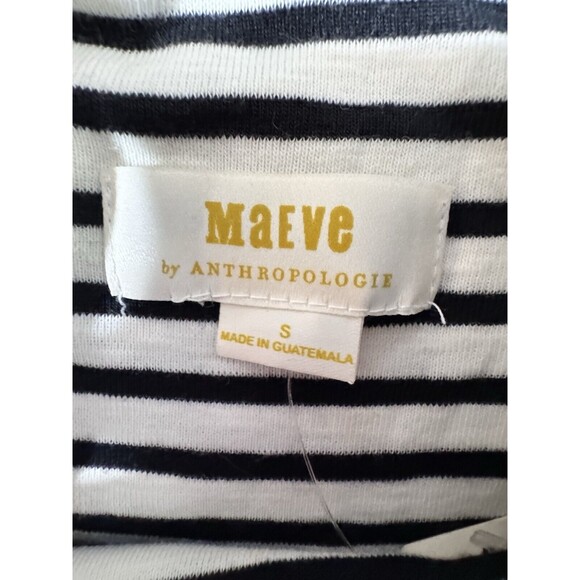 MaEVe
by ANTHROPOLOGIE
S
MADE IN GUATEMALA